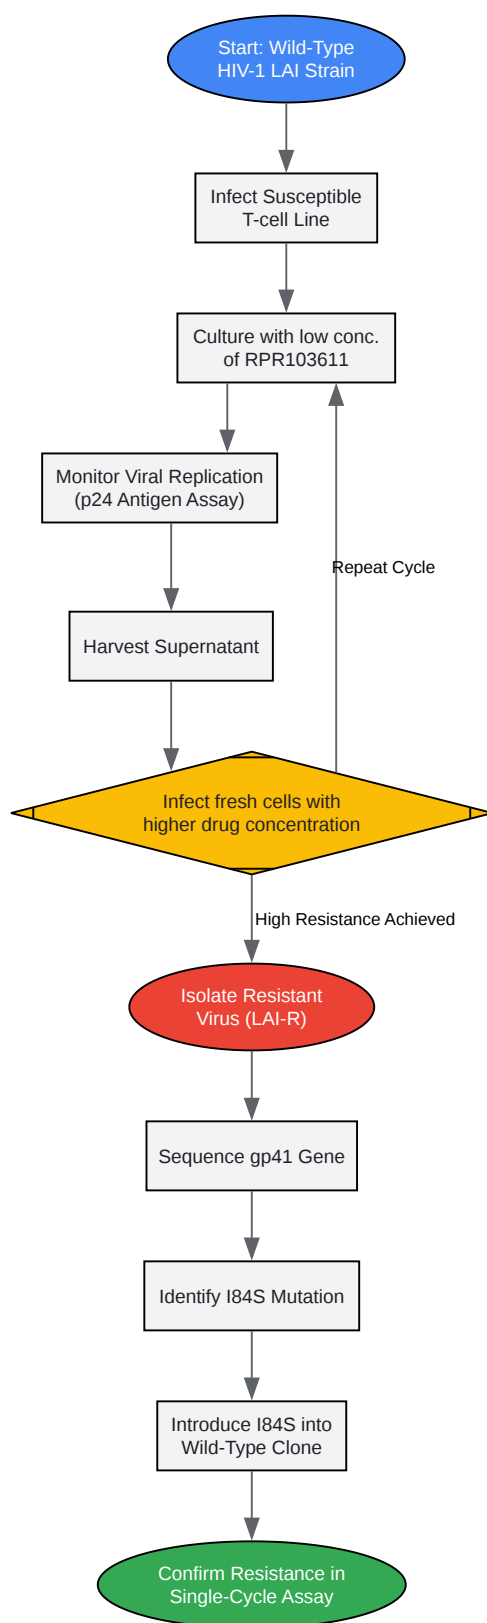 Start: Wild-Type
HIV-1 LAI Strain
Infect Susceptible
T-cell Line
Culture with low conc.
of RPR103611
Monitor Viral Replication
(p24 Antigen Assay)
Repeat Cycle
Harvest Supernatant
Infect fresh cells with
higher drug concentration
High Resistance Achieved
Isolate Resistant
Virus (LAI-R)
Sequence gp41 Gene
Identify I84S Mutation
Introduce I84S into
Wild-Type Clone
Confirm Resistance in
Single-Cycle Assay